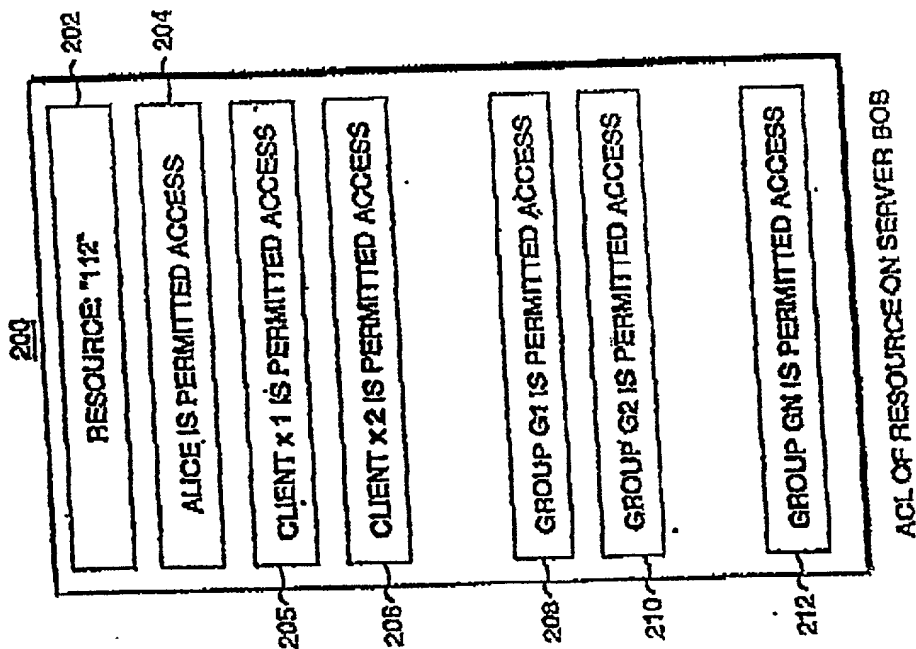 200
RESOURCE: "112"
202
ALICE IS PERMITTED ACCESS
204
CLIENT x 1 IS PERMITTED ACCESS
205
CLIENT x 2 IS PERMITTED ACCESS
206
GROUP G1 IS PERMITTED ACCESS
208
GROUP G2 IS PERMITTED ACCESS
210
GROUP GN IS PERMITTED ACCESS
212
ACL OF RESOURCE ON SERVER BOB